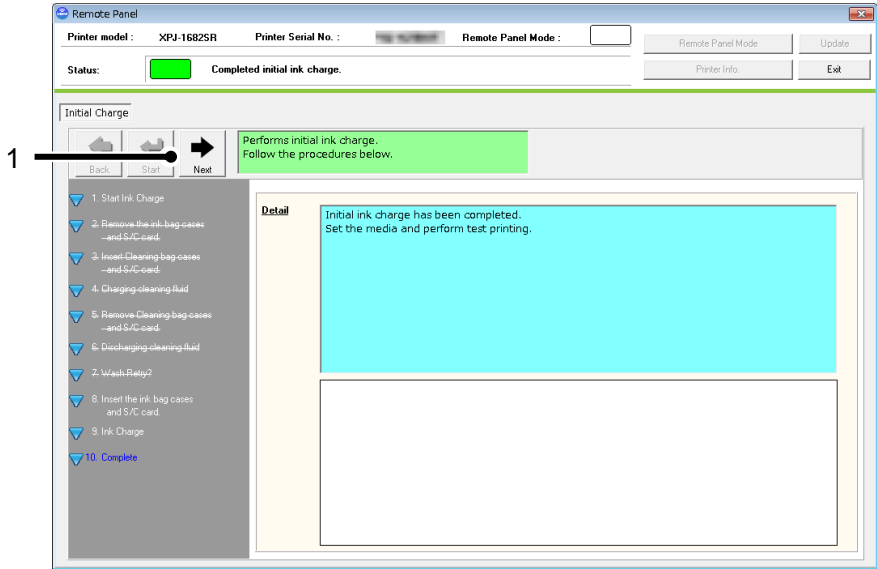 Remote Panel
Printer model : XPJ-1682SR Printer Serial No. : Remote Panel Mode :
Remote Panel Mode Update
Status: Completed initial ink charge.
Printer Info. Exit
Initial Charge
1
Back Start Next
Performs initial ink charge.
Follow the procedures below.
1. Start Ink Charge
2. Remove the ink bag cases
and S/C card.
3. Insert Cleaning bag cases
and S/C card.
4. Charging cleaning fluid
5. Remove Cleaning bag cases
and S/C card.
6. Discharging cleaning fluid
7. Wash Retry?
8. Insert the ink bag cases
and S/C card.
9. Ink Charge
10. Complete
Detail
Initial ink charge has been completed.
Set the media and perform test printing.